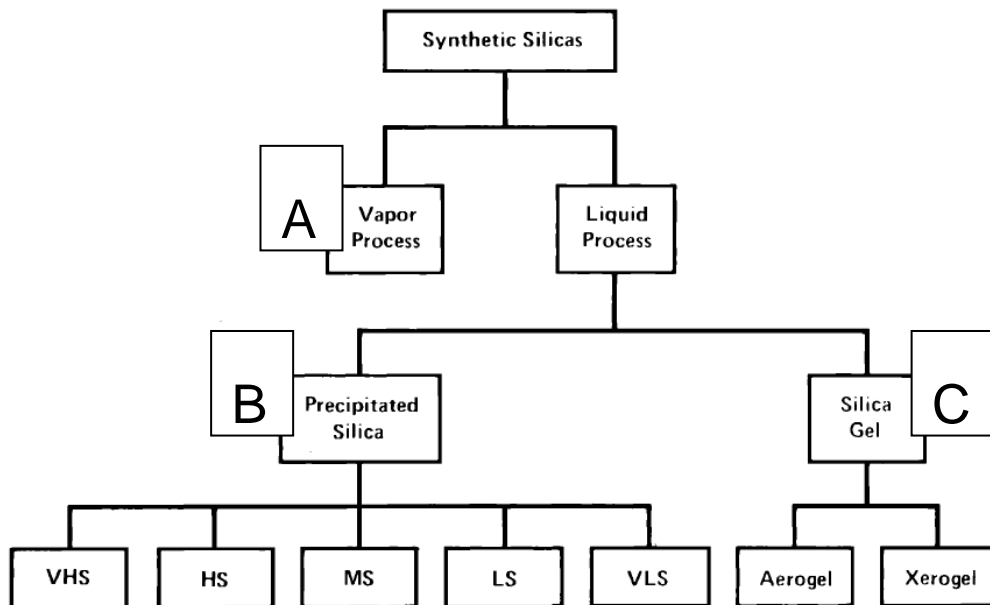 Synthetic Silicas
A
Vapor
Process
Liquid
Process
B
Precipitated
Silica
Silica
Gel
C
VHS
HS
MS
LS
VLS
Aerogel
Xerogel